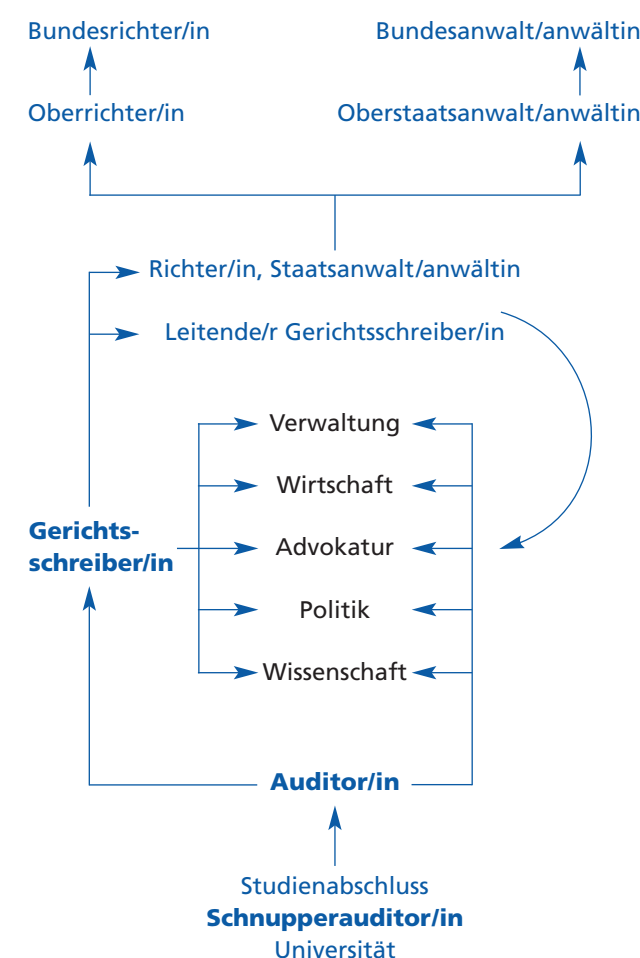 Bundesrichter/in
Bundesanwalt/anwältin
Oberrichter/in
Oberstaatsanwalt/anwältin
Richter/in, Staatsanwalt/anwältin
Leitende/r Gerichtsschreiber/in
Verwaltung
Wirtschaft
Gerichts-
schreiber/in
Advokatur
Politik
Wissenschaft
Auditor/in
Studienabschluss
Schnupperauditor/in
Universität